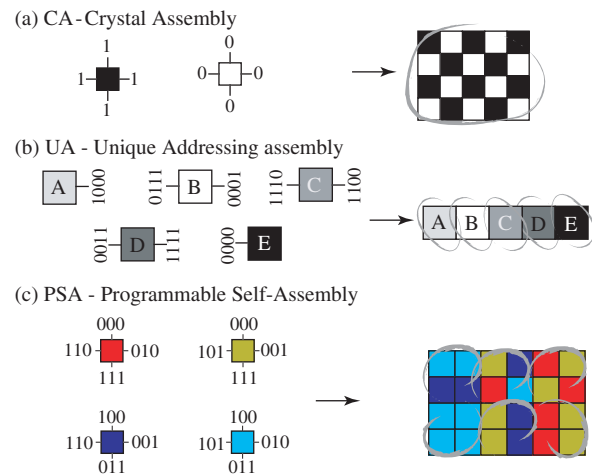 (a) CA-Crystal Assembly
1
1 1
1
0
0 0
0
(b) UA - Unique Addressing assembly
A 1000
0111 B 0001
1110 C 1100
0011 D 1111
0000 E
A B C D E
(c) PSA - Programmable Self-Assembly
000
110 010
111
000
101 001
111
100
110 001
011
100
101 010
011